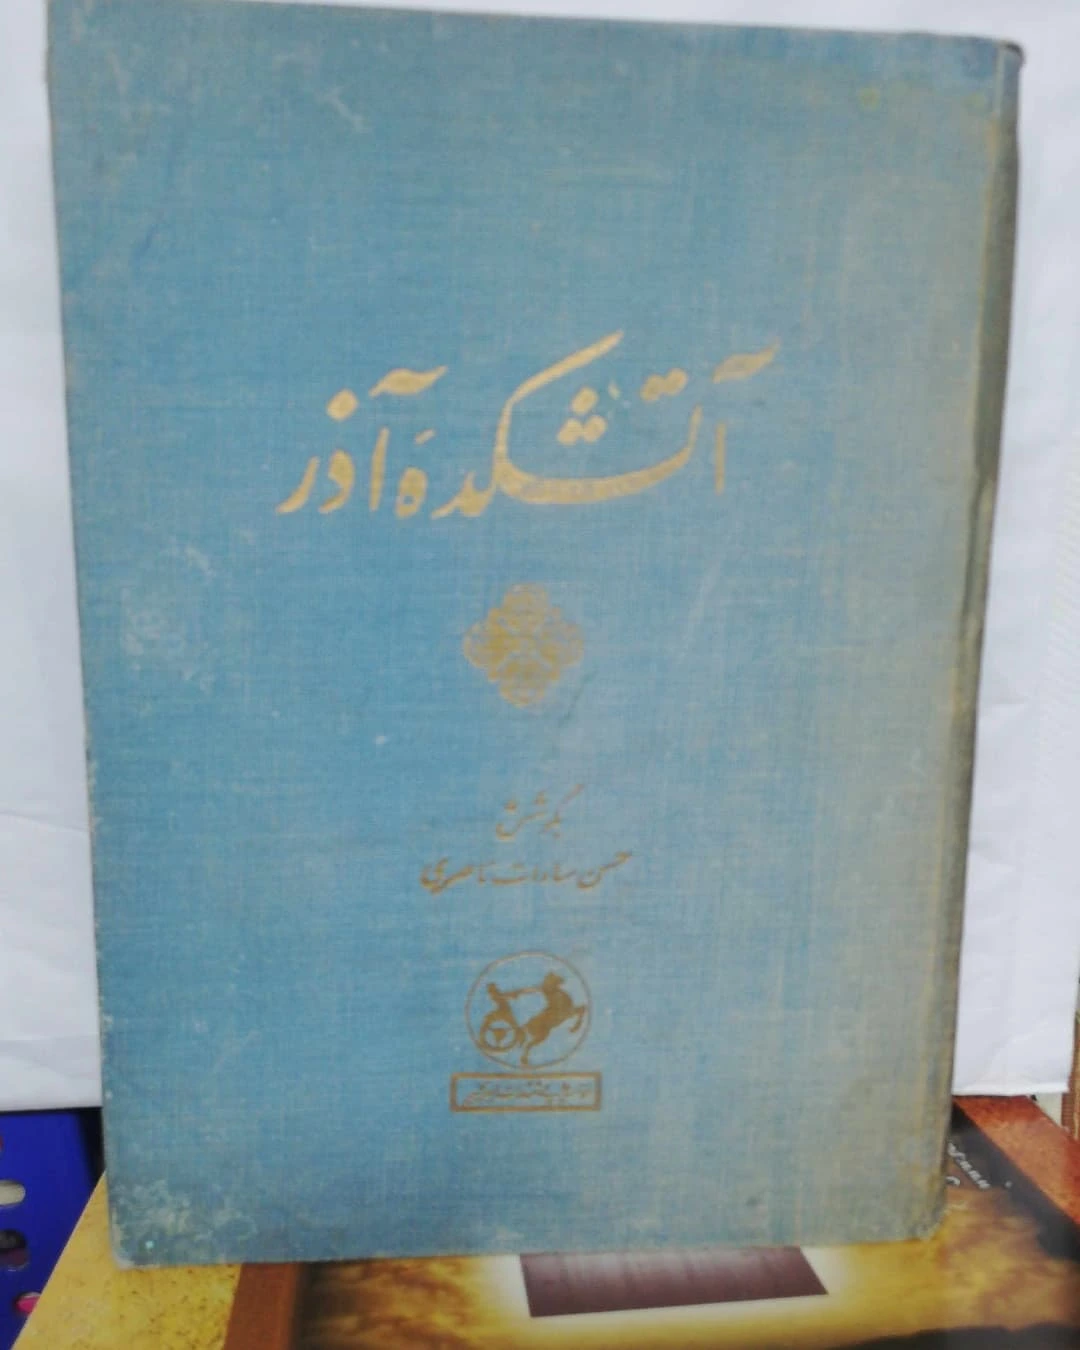 آتشکدهٔ آذر
بکوشش
حسن سادات ناصری